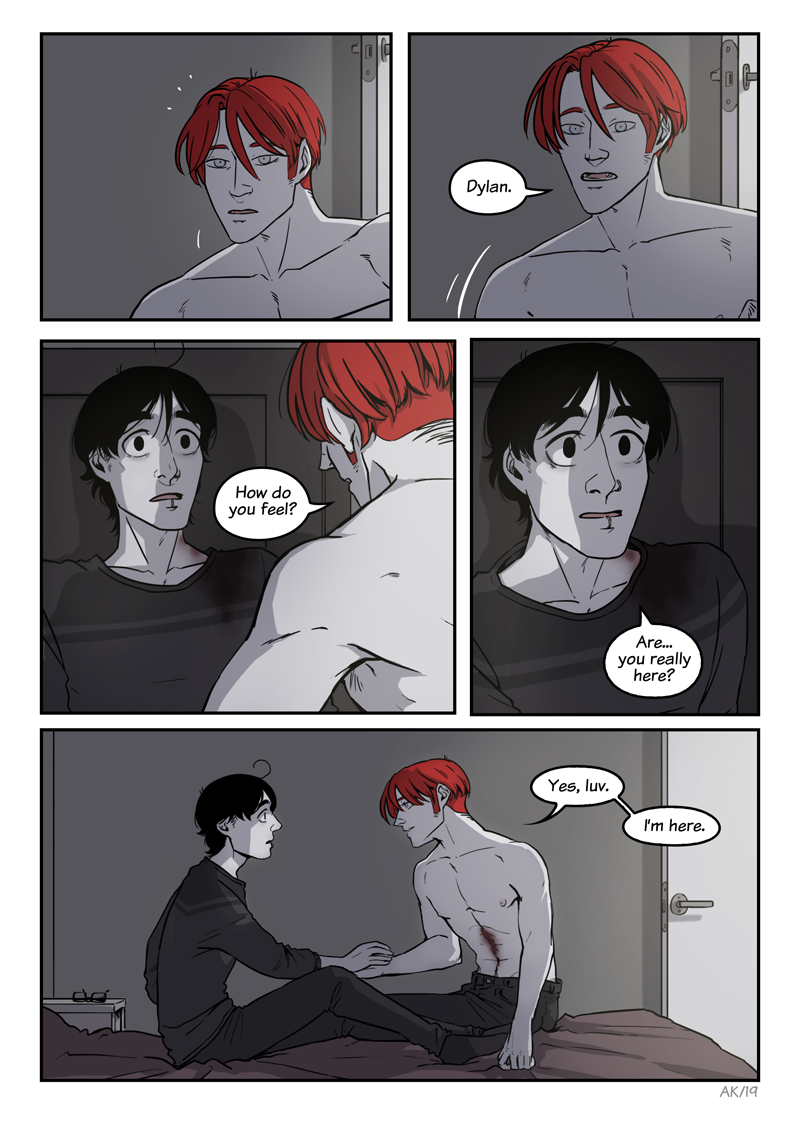 Dylan.
How do
you feel?
Are...
you really
here?
Yes, luv.
I'm here.
AK/19